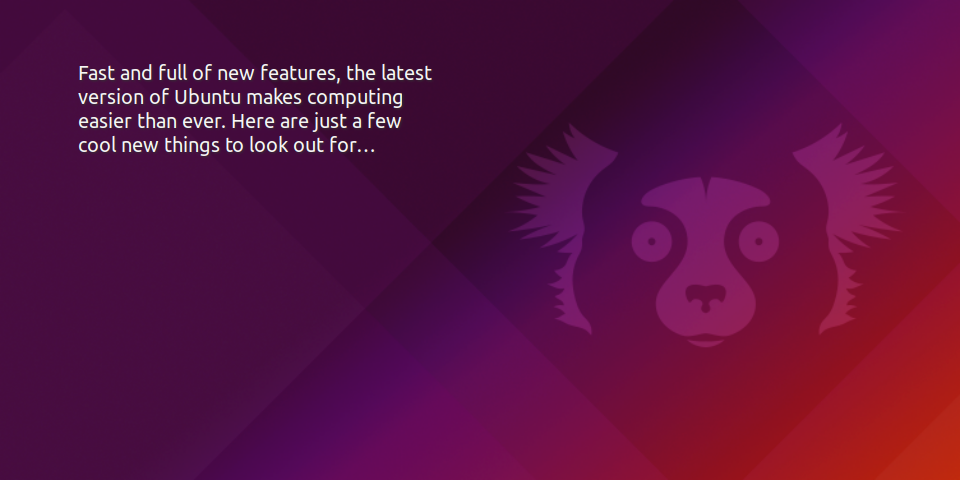 Fast and full of new features, the latest
version of Ubuntu makes computing
easier than ever. Here are just a few
cool new things to look out for…